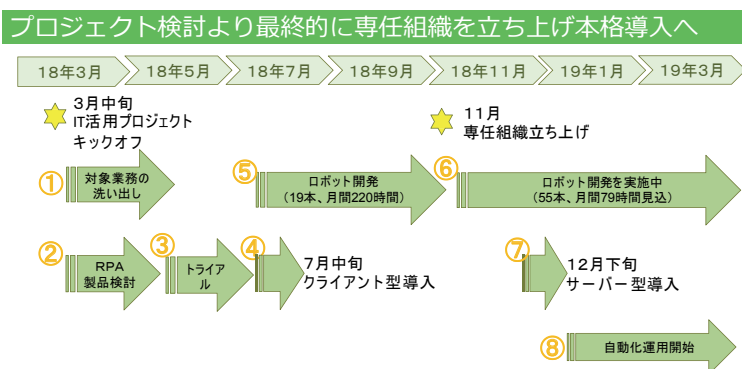 プロジェクト検討より最終的に専任組織を立ち上げ本格導入へ
18年3月
18年5月
18年7月
18年9月
18年11月
19年1月
19年3月
3月中旬
IT活用プロジェクト
キックオフ
11月
専任組織立ち上げ
①
対象業務の
洗い出し
⑤
ロボット開発
(19本、月間220時間)
⑥
ロボット開発を実施中
(55本、月間79時間見込)
②
RPA
製品検討
③
トライア
ル
④
7月中旬
クライアント型導入
⑦
12月下旬
サーバー型導入
⑧
自動化運用開始